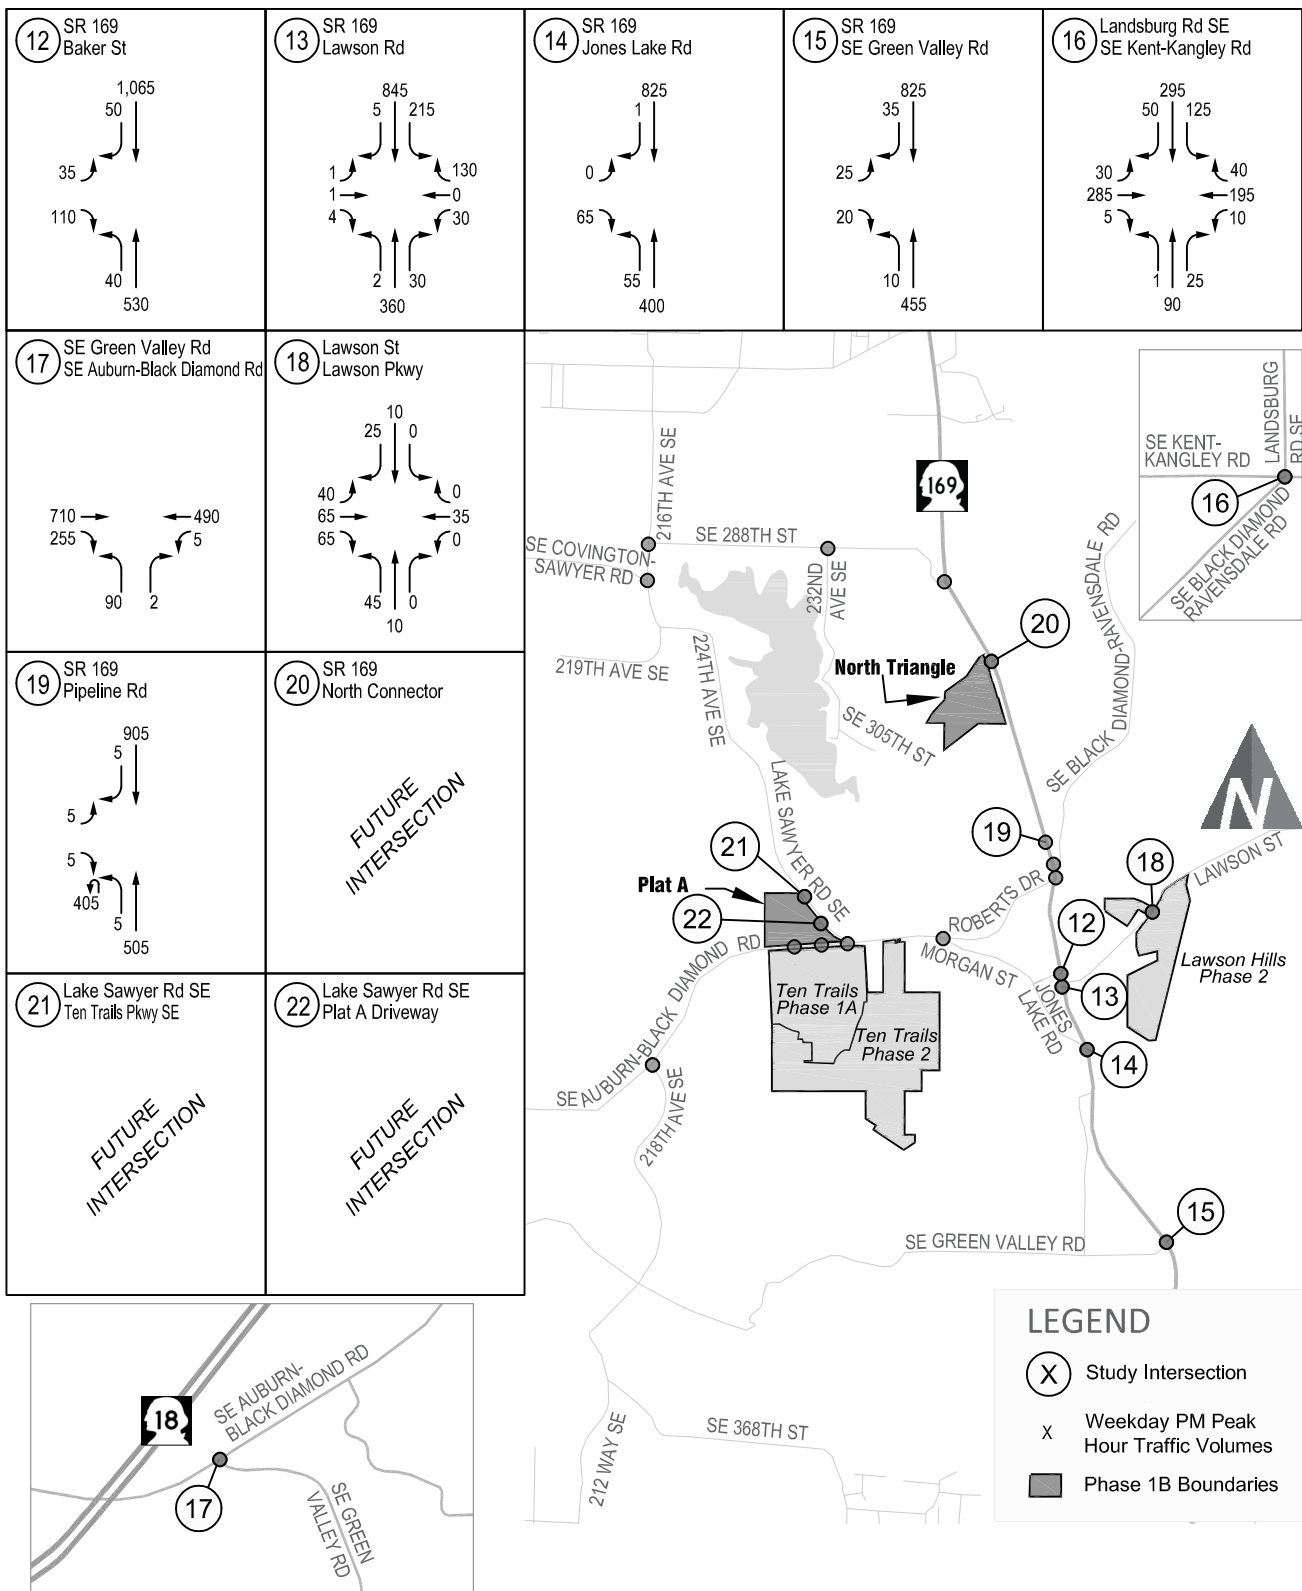 12
SR 169
Baker St
1,065
50
35
110
40
530
13
SR 169
Lawson Rd
845
5
215
1
130
1
0
4
30
2
30
360
14
SR 169
Jones Lake Rd
825
1
0
65
55
400
15
SR 169
SE Green Valley Rd
825
35
25
20
10
455
16
Landsburg Rd SE
SE Kent-Kangley Rd
295
50
125
30
40
285
195
5
10
1
25
90
17
SE Green Valley Rd
SE Auburn-Black Diamond Rd
710
490
255
5
90
2
18
Lawson St
Lawson Pkwy
10
25
0
40
0
65
35
65
0
45
0
10
19
SR 169
Pipeline Rd
905
5
5
5
405
5
505
20
SR 169
North Connector
FUTURE
INTERSECTION
21
Lake Sawyer Rd SE
Ten Trails Pkwy SE
FUTURE
INTERSECTION
22
Lake Sawyer Rd SE
Plat A Driveway
FUTURE
INTERSECTION
169
216TH AVE SE
SE 288TH ST
SE COVINGTON-
SAWYER RD
232ND
AVE SE
219TH AVE SE
224TH AVE SE
20
North Triangle
SE 305TH ST
SE BLACK DIAMOND-RAVENSDALE RD
LAKE SAWYER RD SE
SE KENT-
KANGLEY RD
LANDSBURG
RD SE
16
SE BLACK DIAMOND
RAVENSDALE RD
N
19
21
18
LAWSON ST
Plat A
22
ROBERTS DR
12
MORGAN ST
13
JONES
LAKE RD
Lawson Hills
Phase 2
Ten Trails
Phase 1A
Ten Trails
Phase 2
14
SE AUBURN-BLACK DIAMOND RD
218TH AVE SE
15
SE GREEN VALLEY RD
212 WAY SE
SE 368TH ST
18
SE AUBURN-
BLACK DIAMOND RD
17
SE GREEN
VALLEY RD
LEGEND
X
Study Intersection
X
Weekday PM Peak
Hour Traffic Volumes
Phase 1B Boundaries